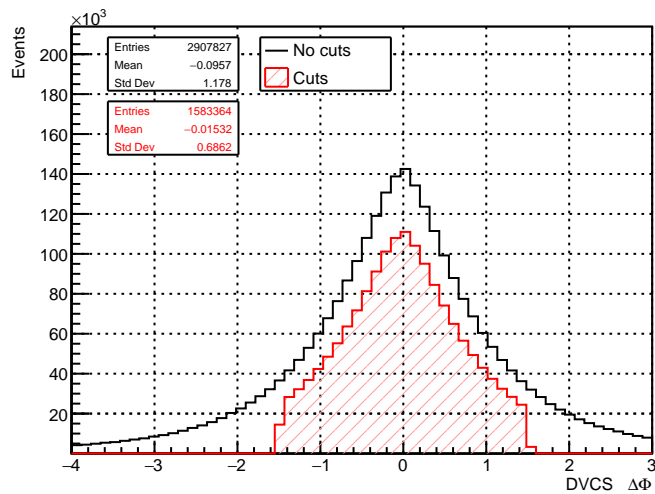 ×10³
Events
Entries 2907827
Mean −0.0957
Std Dev 1.178
Entries 1583364
Mean −0.01532
Std Dev 0.6862
No cuts
Cuts
200
180
160
140
120
100
80
60
40
20
−4 −3 −2 −1 0 1 2 3
DVCS ΔΦ